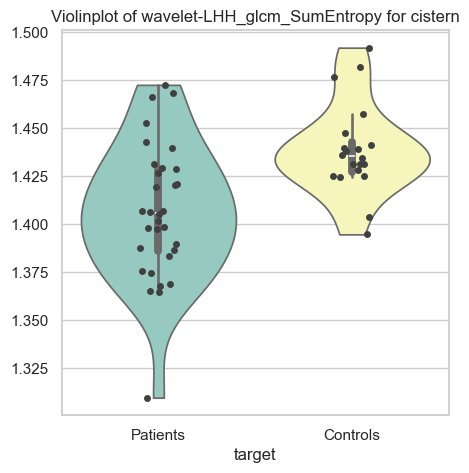 Violinplot of wavelet-LHH_glcm_SumEntropy for cistern
1.500
1.475
1.450
1.425
1.400
1.375
1.350
1.325
Patients Controls
target